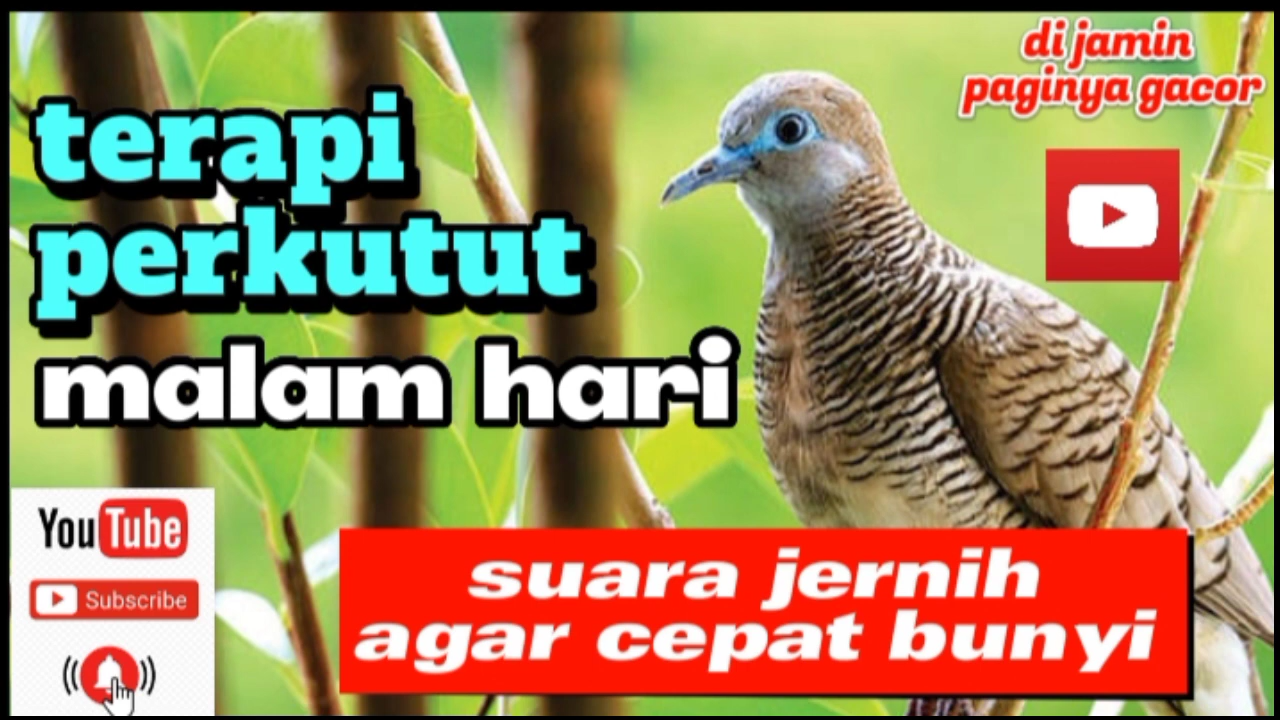 di jamin
paginya gacor
terapi
perkutut
malam hari
YouTube
Subscribe
suara jernih
agar cepat bunyi